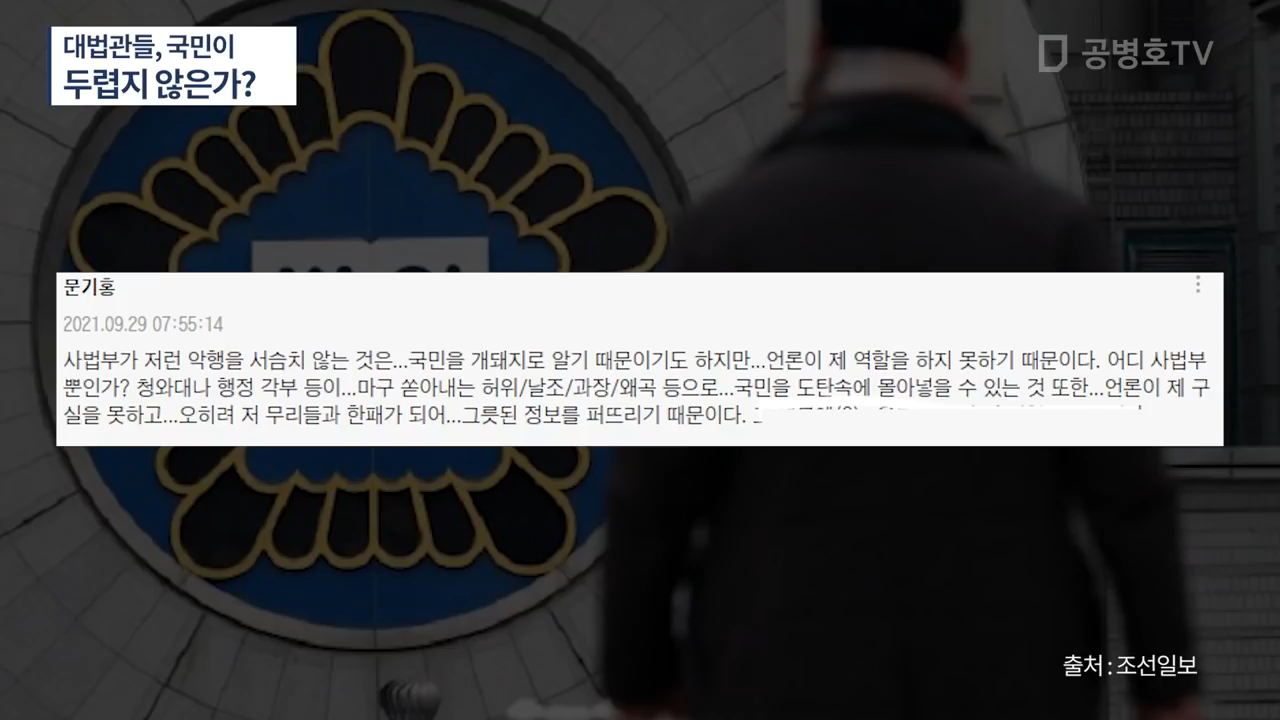 대법관들, 국민이
두렵지 않은가?
공병호TV
문기홍
2021.09.29 07:55:14
사법부가 저런 악행을 서슴치 않는 것은...국민을 개돼지로 알기 때문이기도 하지만...언론이 제 역할을 하지 못하기 때문이다. 어디 사법부
뿐인가? 청와대나 행정 각부 등이...마구 쏟아내는 허위/날조/과장/왜곡 등으로...국민을 도탄속에 몰아넣을 수 있는 것 또한...언론이 제 구
실을 못하고...오히려 저 무리들과 한패가 되어...그릇된 정보를 퍼뜨리기 때문이다.
출처 : 조선일보